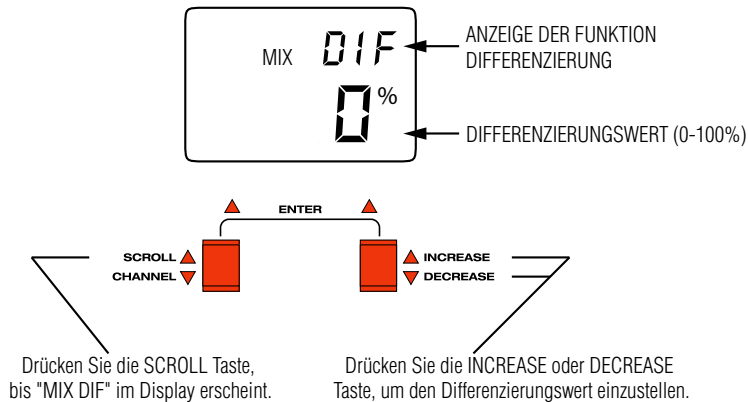 MIX DIF
ANZEIGE DER FUNKTION
DIFFERENZIERUNG
0%
DIFFERENZIERUNGSWERT (0-100%)
ENTER
SCROLL
CHANNEL
INCREASE
DECREASE
Drücken Sie die SCROLL Taste,
bis "MIX DIF" im Display erscheint.
Drücken Sie die INCREASE oder DECREASE
Taste, um den Differenzierungswert einzustellen.